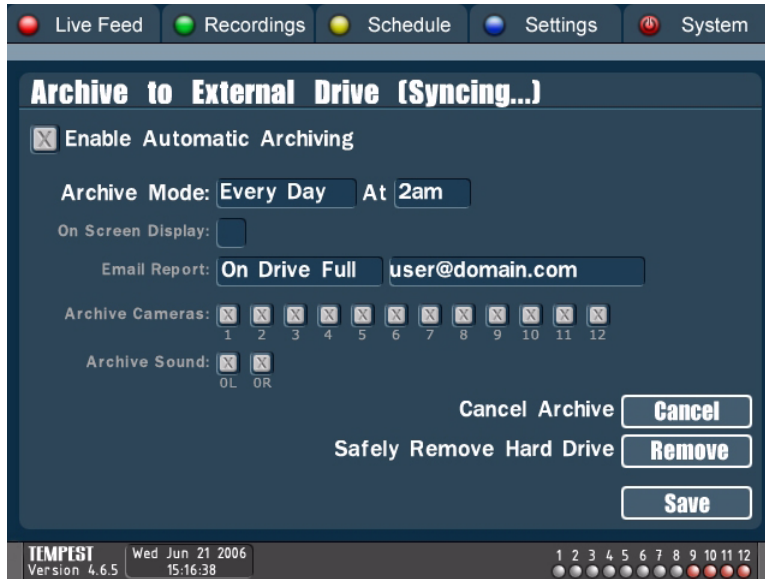 Live Feed Recordings Schedule Settings System
Archive to External Drive (Syncing...)
X Enable Automatic Archiving
Archive Mode: Every Day At 2am
On Screen Display:
Email Report: On Drive Full user@domain.com
Archive Cameras: X X X X X X X X X X X X
1 2 3 4 5 6 7 8 9 10 11 12
Archive Sound: X X
0L 0R
Cancel Archive Cancel
Safely Remove Hard Drive Remove
Save
TEMPEST Wed Jun 21 2006 1 2 3 4 5 6 7 8 9 10 11 12
Version 4.6.5 15:16:38